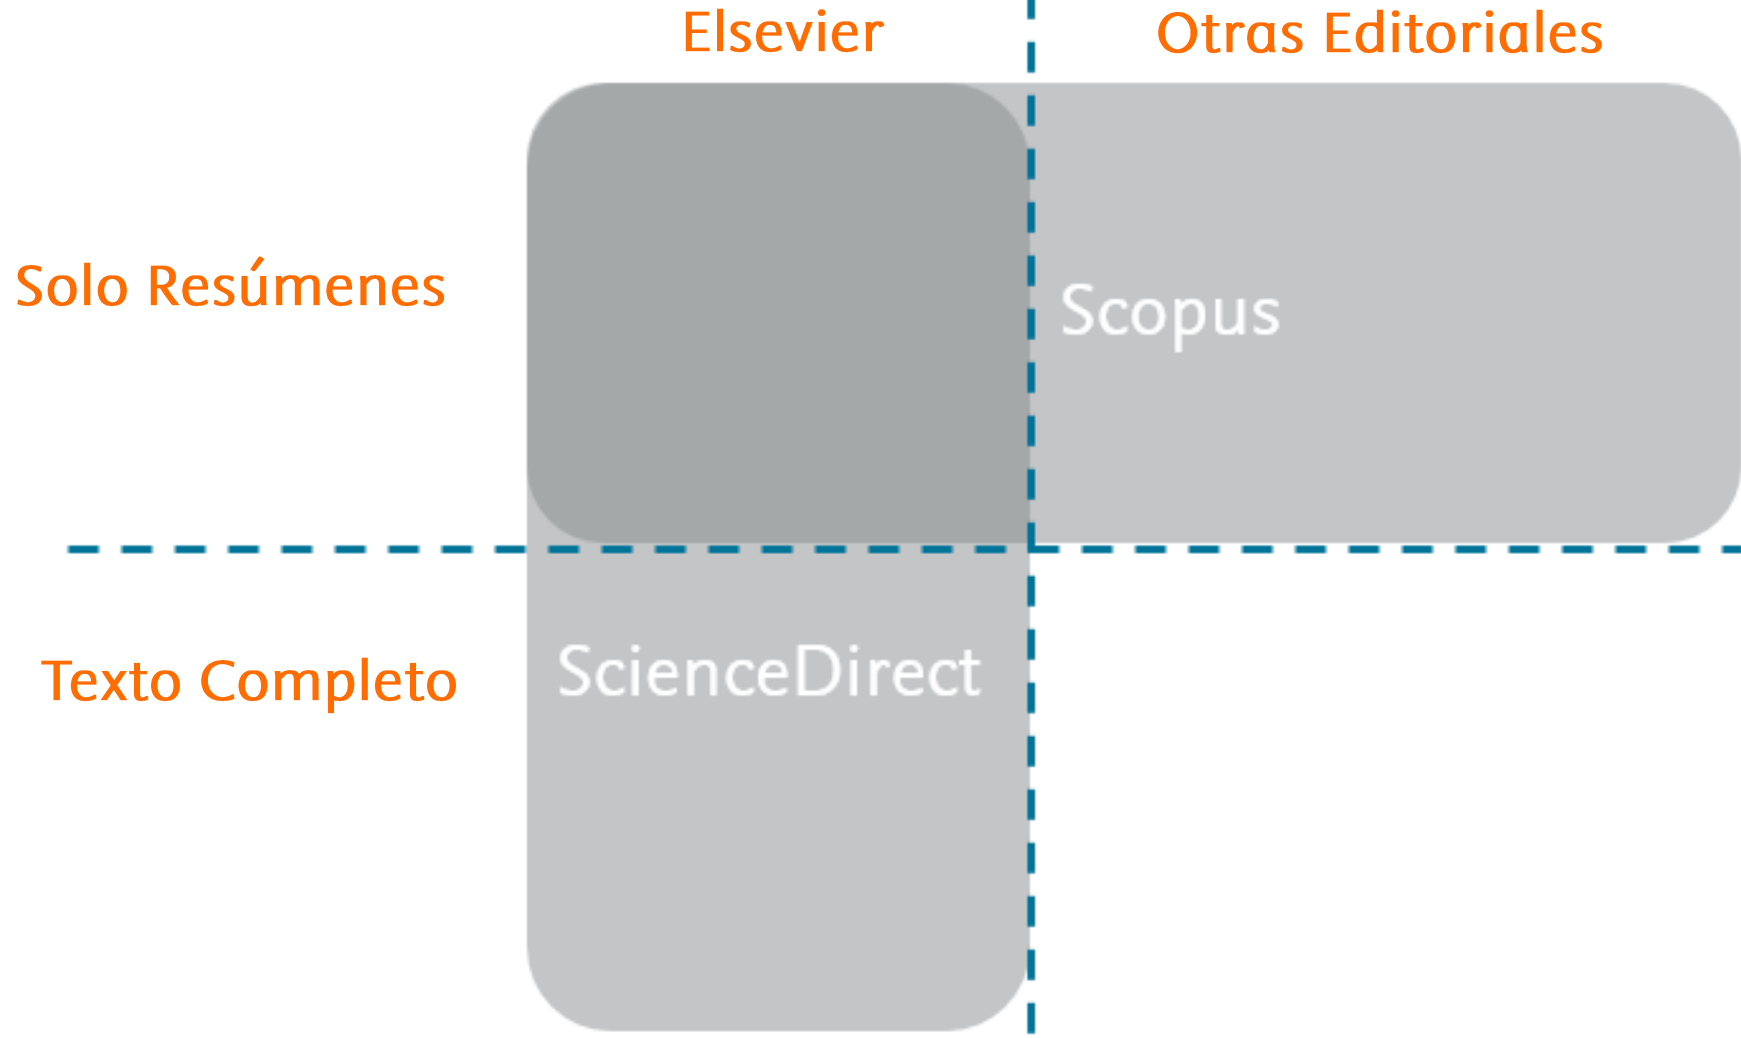 Elsevier
Otras Editoriales
Solo Resúmenes
Scopus
Texto Completo
ScienceDirect